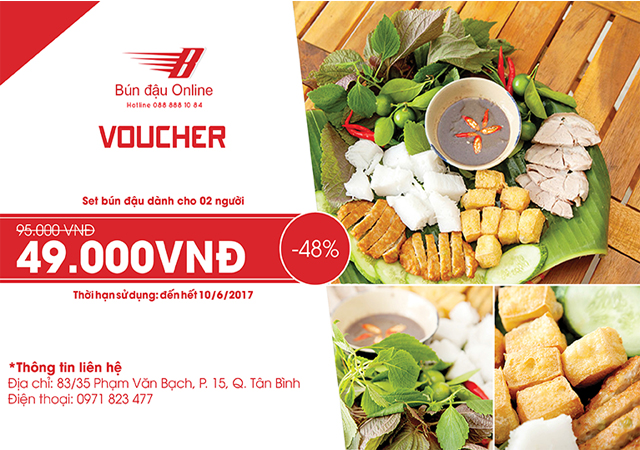 Bún đậu Online
Hotline 088 888 10 84
VOUCHER
Set bún đậu dành cho 02 người
95.000 VNĐ
49.000VNĐ
-48%
Thời hạn sử dụng: đến hết 10/6/2017
*Thông tin liên hệ
Địa chỉ: 83/35 Phạm Văn Bạch, P. 15, Q. Tân Bình
Điện thoại: 0971 823 477